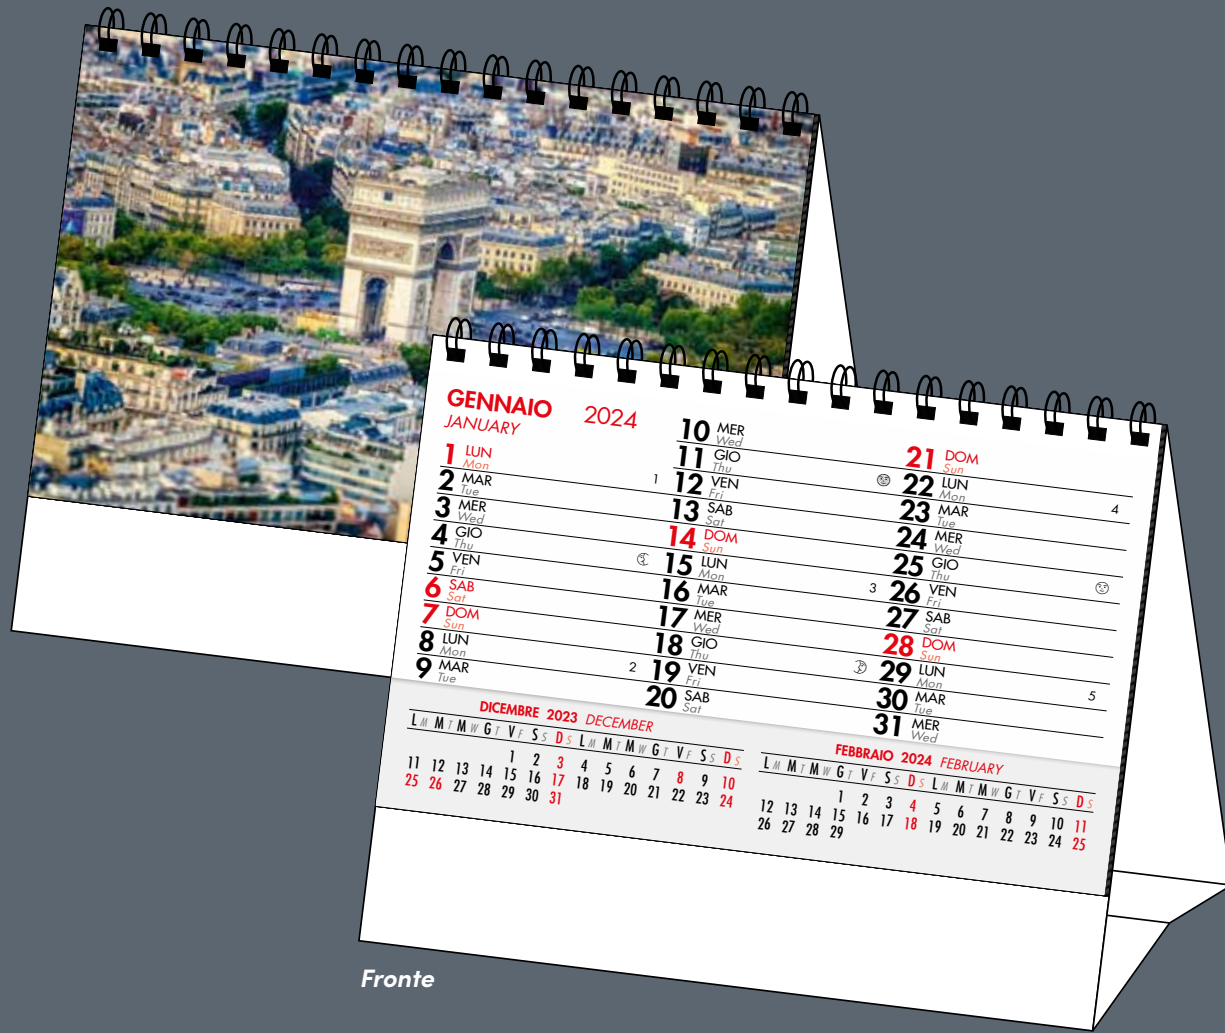 GENNAIO 2024
JANUARY
1 LUN Mon 1
2 MAR Tue
3 MER Wed
4 GIO Thu
5 VEN Fri
6 SAB Sat
7 DOM Sun
8 LUN Mon 2
9 MAR Tue
10 MER Wed
11 GIO Thu
12 VEN Fri
13 SAB Sat
14 DOM Sun
15 LUN Mon 3
16 MAR Tue
17 MER Wed
18 GIO Thu
19 VEN Fri
20 SAB Sat
21 DOM Sun
22 LUN Mon 4
23 MAR Tue
24 MER Wed
25 GIO Thu
26 VEN Fri
27 SAB Sat
28 DOM Sun
29 LUN Mon 5
30 MAR Tue
31 MER Wed
DICEMBRE 2023 DECEMBER
L M M T M W G T V F S S D S L M M T M W G T V F S S D S
1 2 3 4 5 6 7 8 9 10
11 12 13 14 15 16 17 18 19 20 21 22 23 24
25 26 27 28 29 30 31
FEBBRAIO 2024 FEBRUARY
L M M T M W G T V F S S D S L M M T M W G T V F S S D S
1 2 3 4 5 6 7 8 9 10 11
12 13 14 15 16 17 18 19 20 21 22 23 24 25
26 27 28 29
Fronte